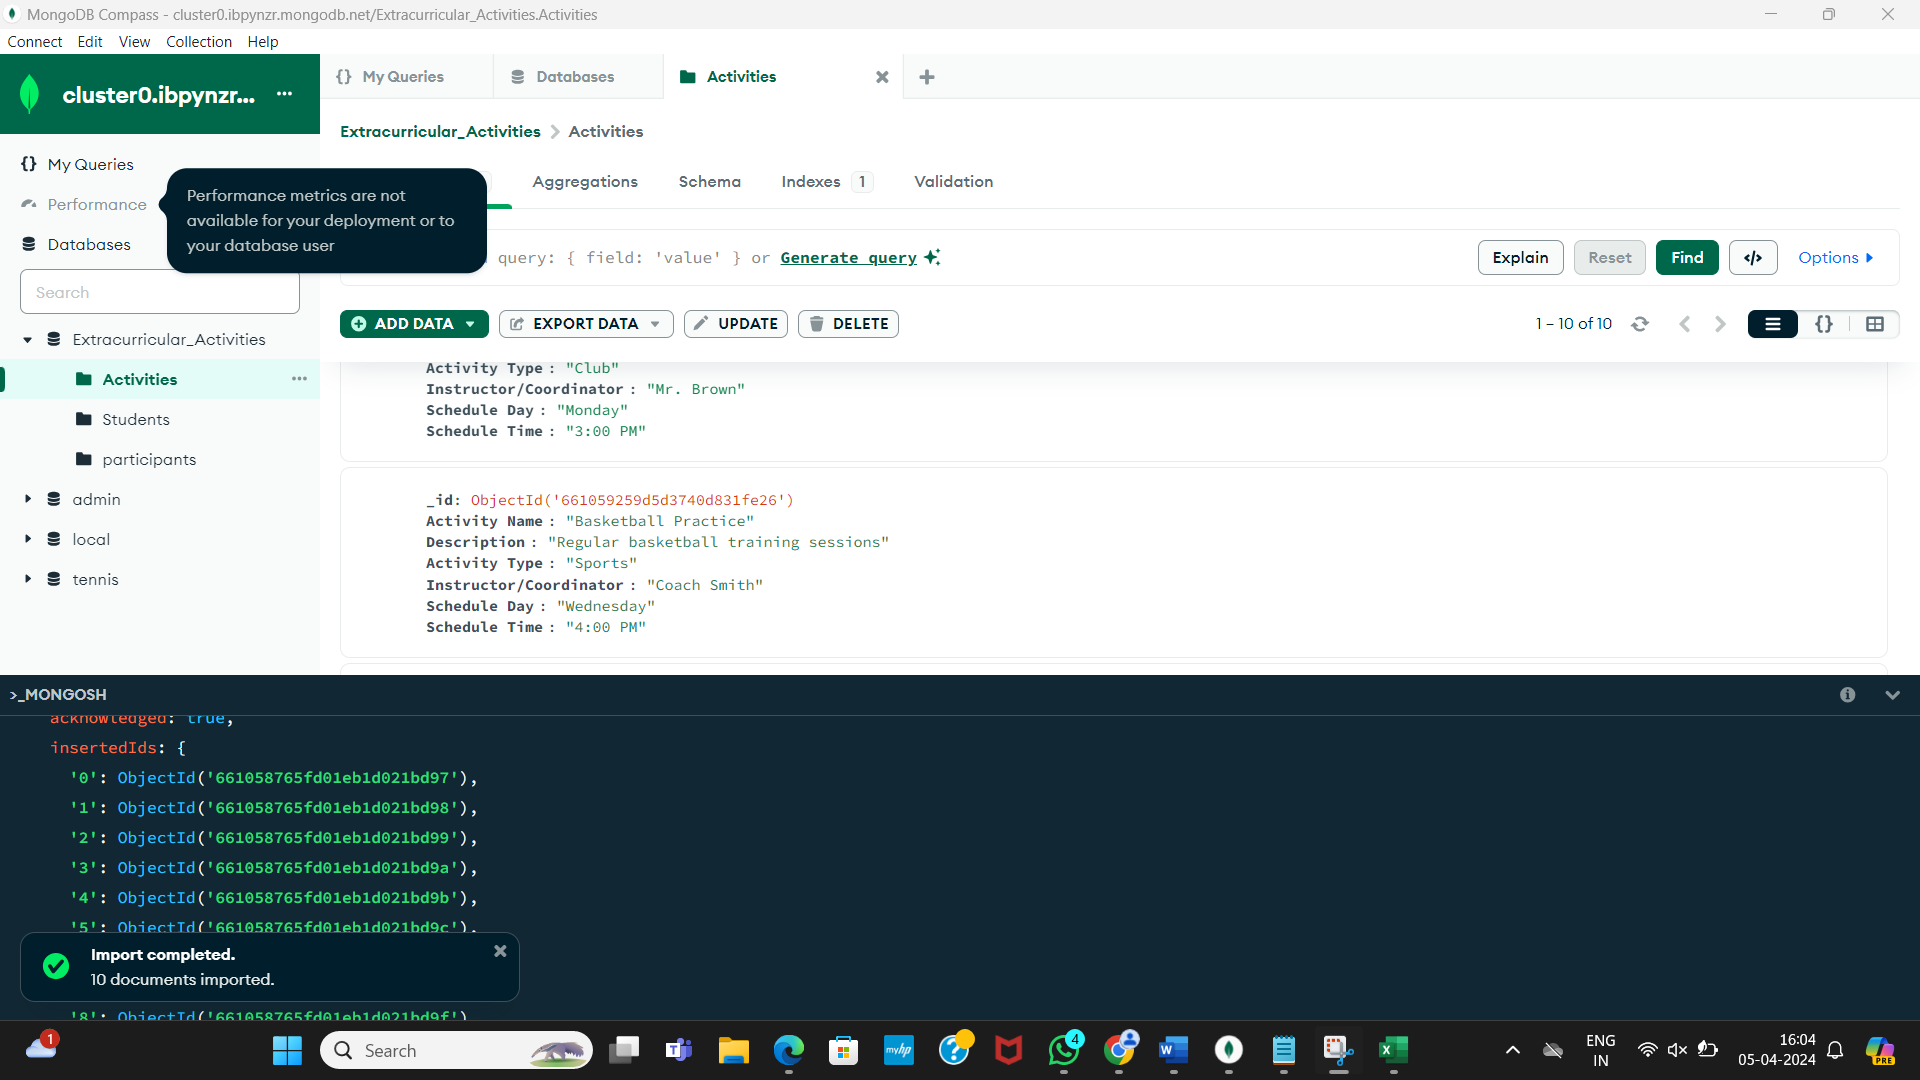 MongoDB Compass - cluster0.ibpynzr.mongodb.net/Extracurricular_Activities.Activities
Connect Edit View Collection Help
cluster0.ibpynzr... ...
{} My Queries
Databases
Activities
Extracurricular_Activities > Activities
My Queries
Performance
Databases
Search
Performance metrics are not
available for your deployment or to
your database user
Aggregations Schema Indexes 1 Validation
query: { field: 'value' } or Generate query
Explain Reset Find </> Options
ADD DATA EXPORT DATA UPDATE DELETE
1 – 10 of 10
{}
Extracurricular_Activities
Activities ...
Students
participants
admin
local
tennis
Activity Type : "Club"
Instructor/Coordinator : "Mr. Brown"
Schedule Day : "Monday"
Schedule Time : "3:00 PM"
_id: ObjectId('661059259d5d3740d831fe26')
Activity Name : "Basketball Practice"
Description : "Regular basketball training sessions"
Activity Type : "Sports"
Instructor/Coordinator : "Coach Smith"
Schedule Day : "Wednesday"
Schedule Time : "4:00 PM"
>_MONGOSH
acknowledged: true,
insertedIds: {
'0': ObjectId('661058765fd01eb1d021bd97'),
'1': ObjectId('661058765fd01eb1d021bd98'),
'2': ObjectId('661058765fd01eb1d021bd99'),
'3': ObjectId('661058765fd01eb1d021bd9a'),
'4': ObjectId('661058765fd01eb1d021bd9b'),
'5': ObjectId('661058765fd01eb1d021bd9c'),
Import completed.
10 documents imported.
'8': ObjectId('661058765fd01eb1d021bd9f')
1
Search
myhp
4
ENG
IN
16:04
05-04-2024
PRE